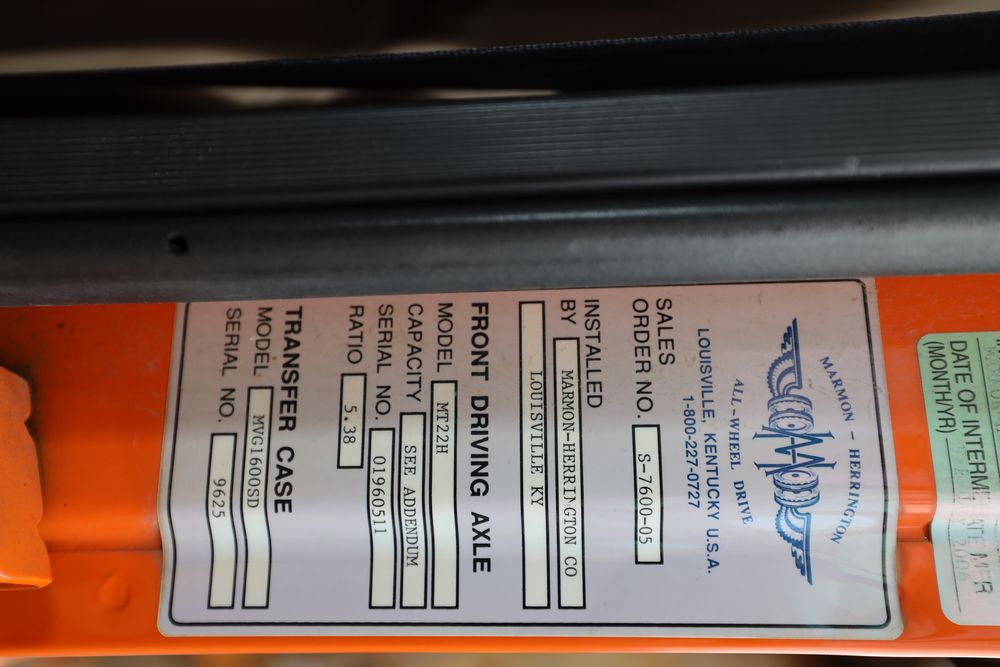 MARMON - HERRINGTON
ALL-WHEEL DRIVE
LOUISVILLE, KENTUCKY U.S.A.
1-800-227-0727
SALES
ORDER NO. S-7600-05
INSTALLED
BY MARMON-HERRINGTON CO
LOUISVILLE KY
FRONT DRIVING AXLE
MODEL MT22H
CAPACITY SEE ADDENDUM
SERIAL NO. 01960511
RATIO 5.38
TRANSFER CASE
MODEL MVG1600SD
SERIAL NO. 9625
DATE OF INTERMEDIATE MFR
(MONTH/YR)